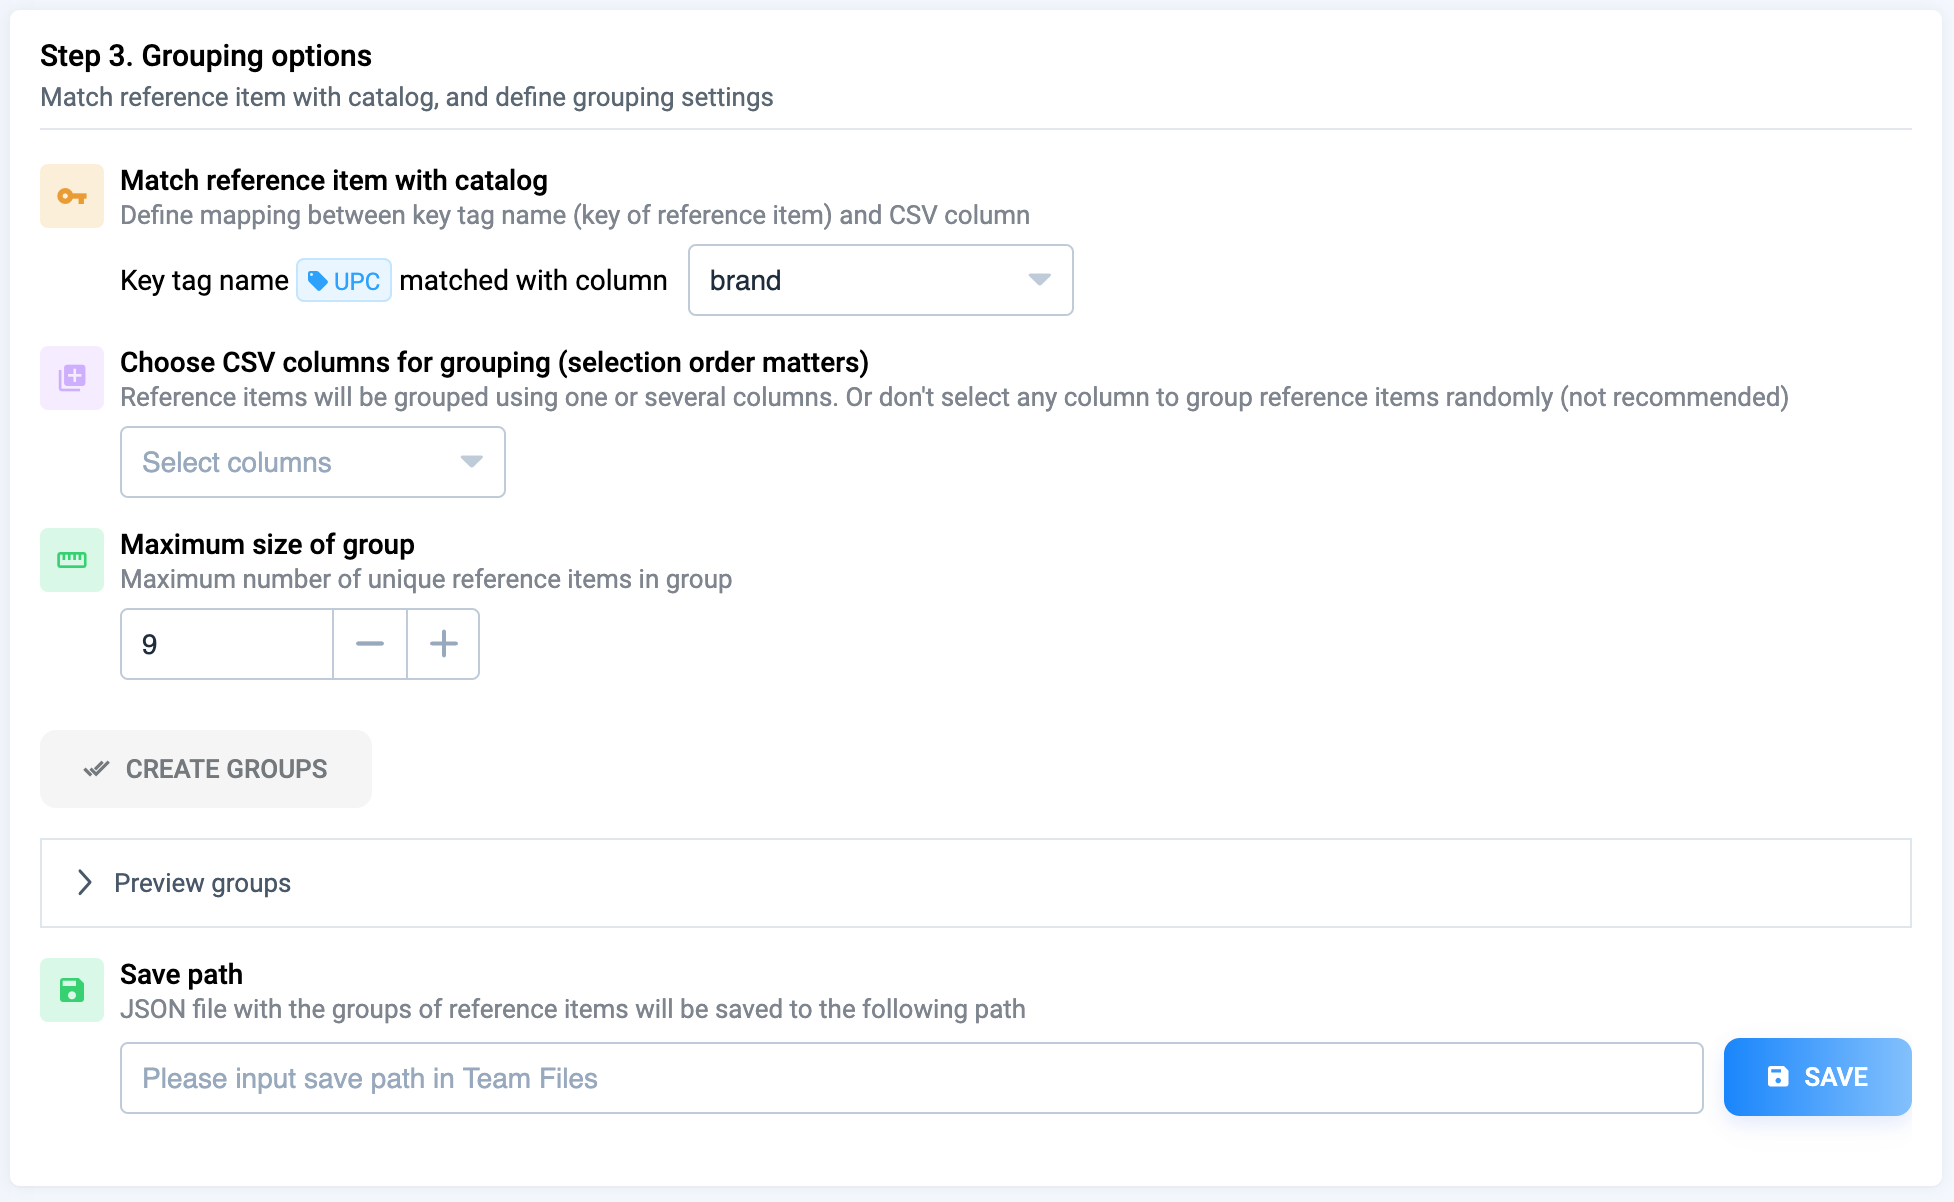 Step 3. Grouping options
Match reference item with catalog, and define grouping settings
Match reference item with catalog
Define mapping between key tag name (key of reference item) and CSV column
Key tag name UPC matched with column brand
Choose CSV columns for grouping (selection order matters)
Reference items will be grouped using one or several columns. Or don't select any column to group reference items randomly (not recommended)
Select columns
Maximum size of group
Maximum number of unique reference items in group
9
CREATE GROUPS
Preview groups
Save path
JSON file with the groups of reference items will be saved to the following path
Please input save path in Team Files
SAVE